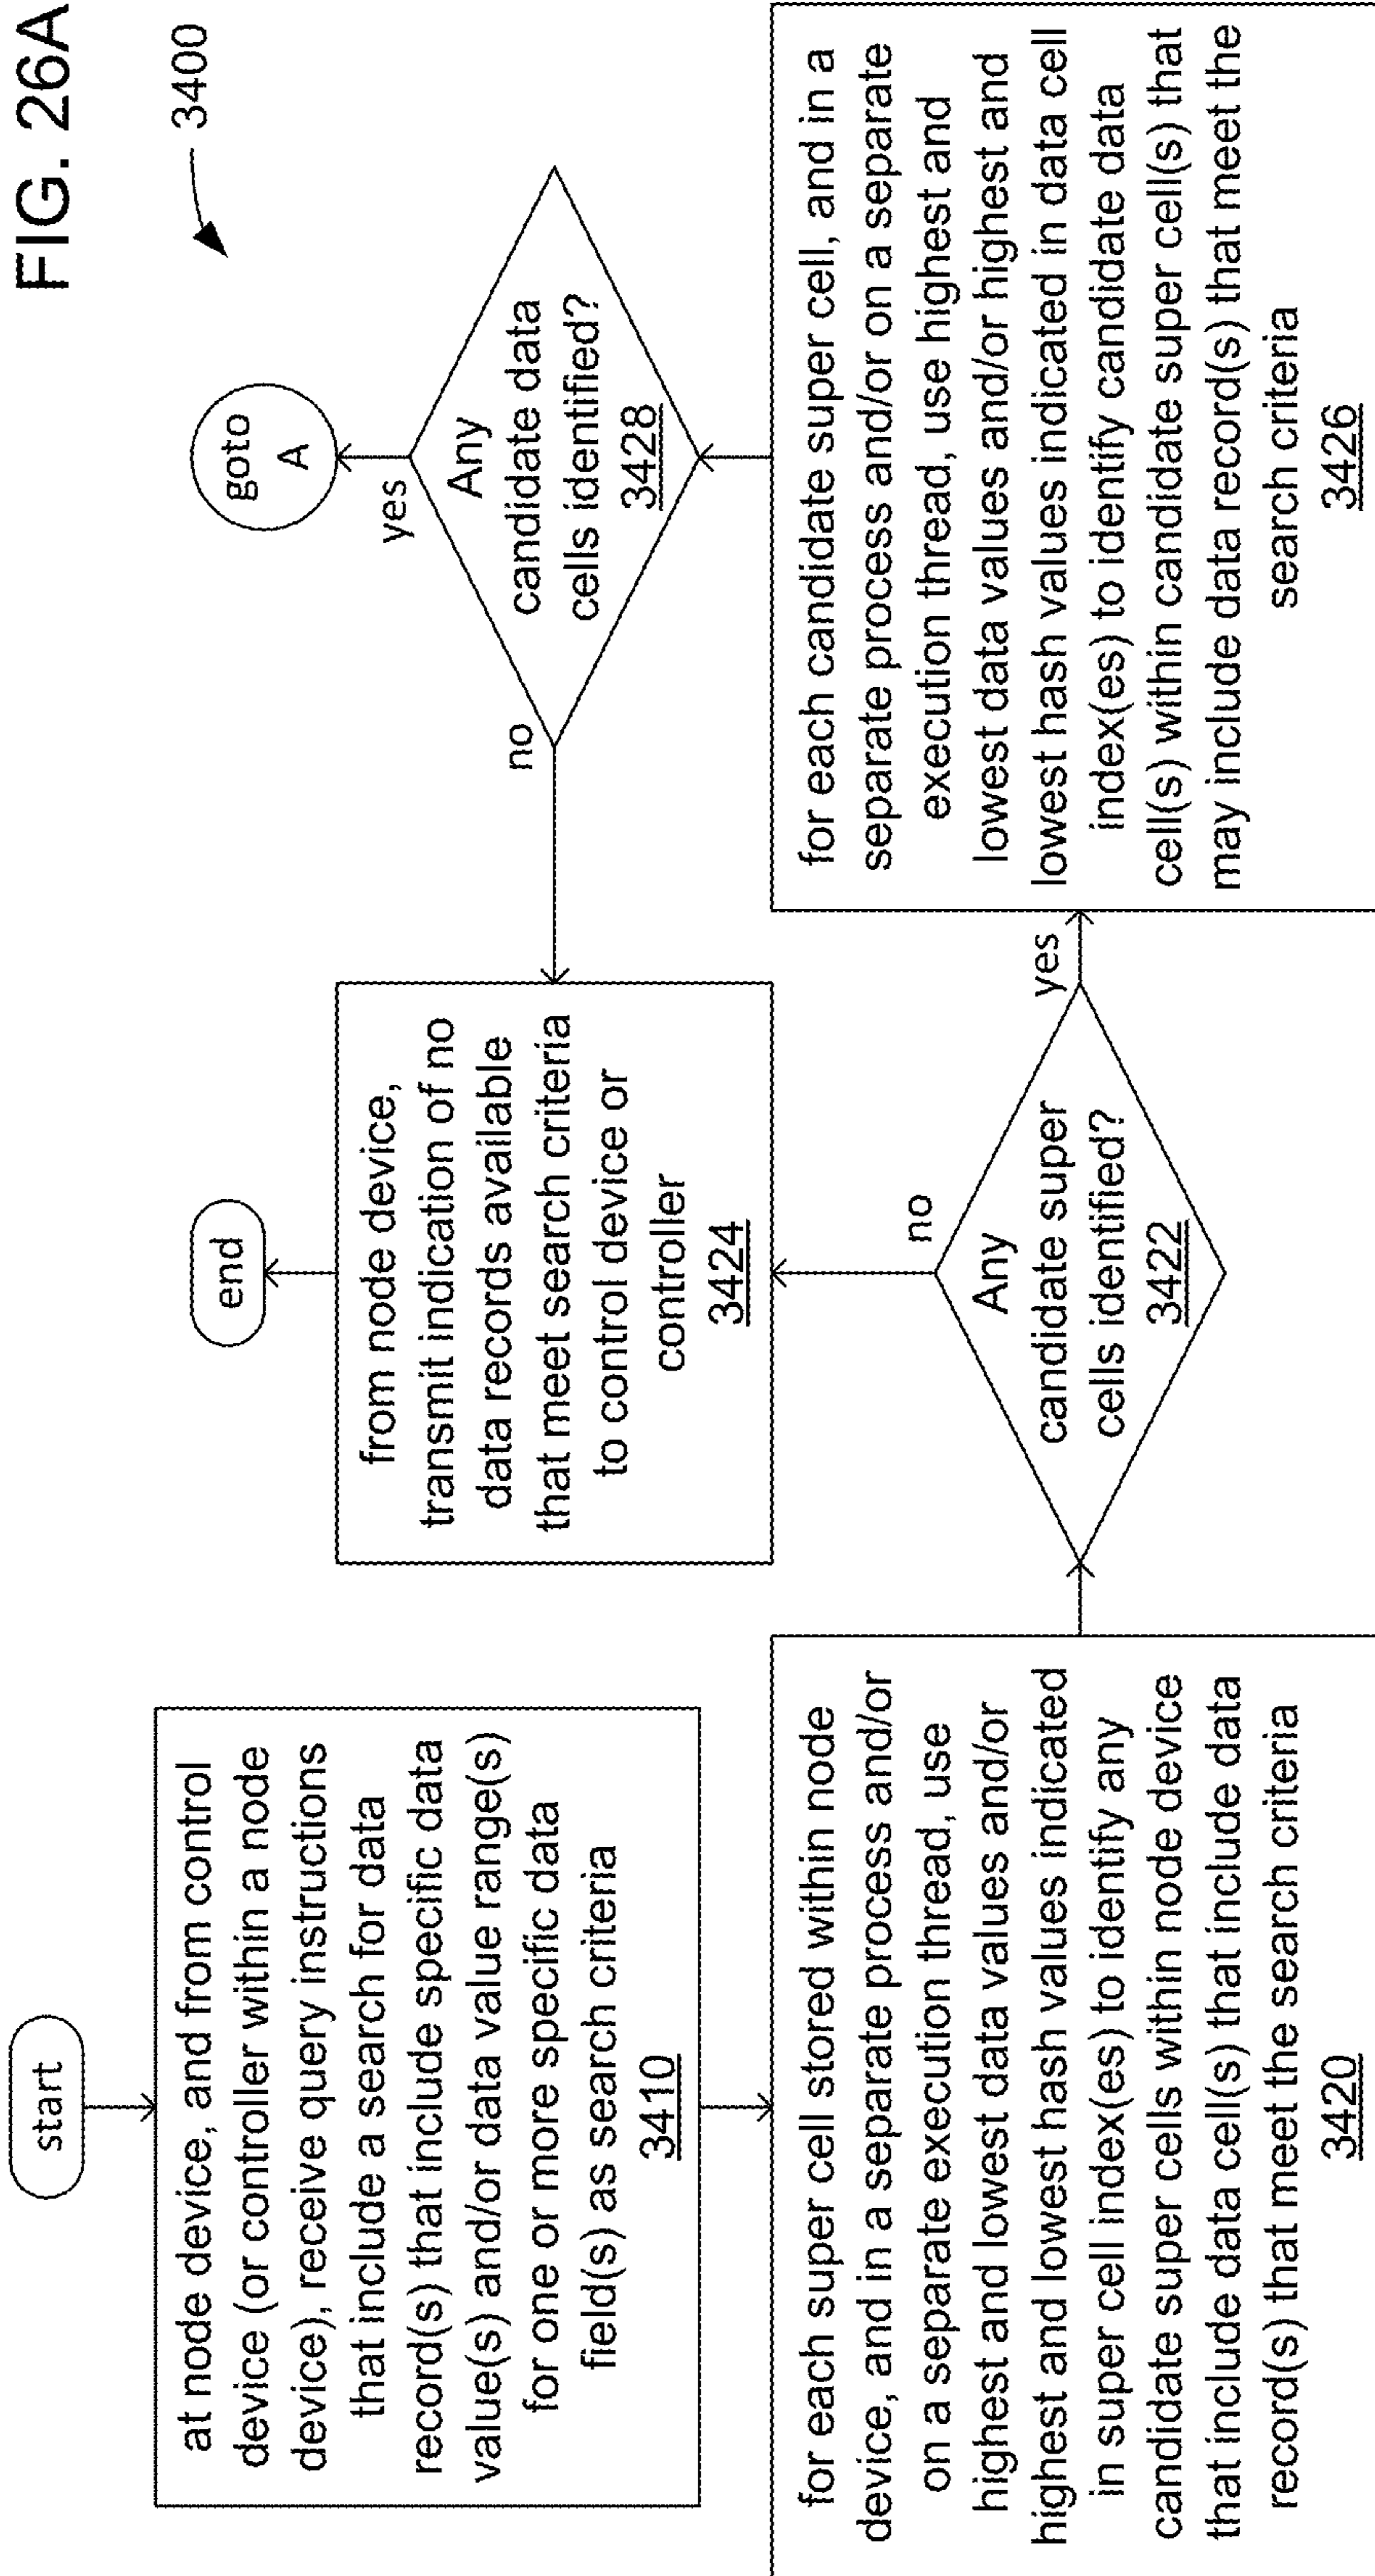 FIG. 26A
3400
start
at node device, and from control
device (or controller within a node
device), receive query instructions
that include a search for data
record(s) that include specific data
value(s) and/or data value range(s)
for one or more specific data
field(s) as search criteria
3410
for each super cell stored within node
device, and in a separate process and/or
on a separate execution thread, use
highest and lowest data values and/or
highest and lowest hash values indicated
in super cell index(es) to identify any
candidate super cells within node device
that include data cell(s) that include data
record(s) that meet the search criteria
3420
Any
candidate super
cells identified?
3422
no
yes
from node device,
transmit indication of no
data records available
that meet search criteria
to control device or
controller
3424
end
for each candidate super cell, and in a
separate process and/or on a separate
execution thread, use highest and
lowest data values and/or highest and
lowest hash values indicated in data cell
index(es) to identify candidate data
cell(s) within candidate super cell(s) that
may include data record(s) that meet the
search criteria
3426
Any
candidate data
cells identified?
3428
no
yes
goto
A